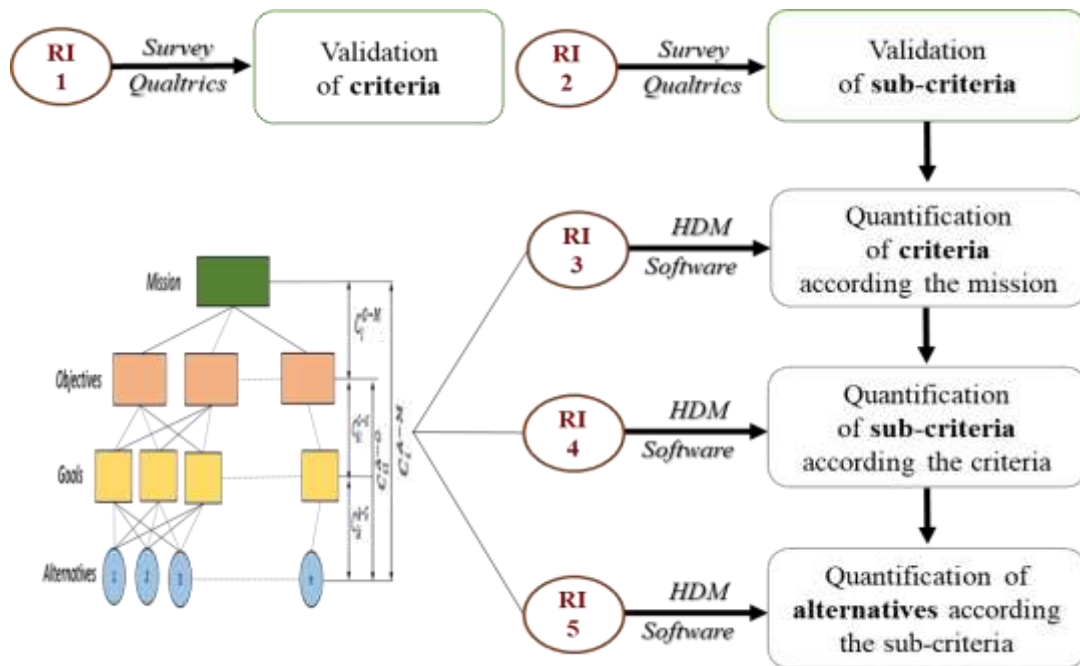 RI
1
Survey
Qualtrics
Validation
of criteria
RI
2
Survey
Qualtrics
Validation
of sub-criteria
RI
3
HDM
Software
Quantification
of criteria
according the mission
Mission
Objectives
Goals
Alternatives
RI
4
HDM
Software
Quantification
of sub-criteria
according the criteria
RI
5
HDM
Software
Quantification of
alternatives according
the sub-criteria